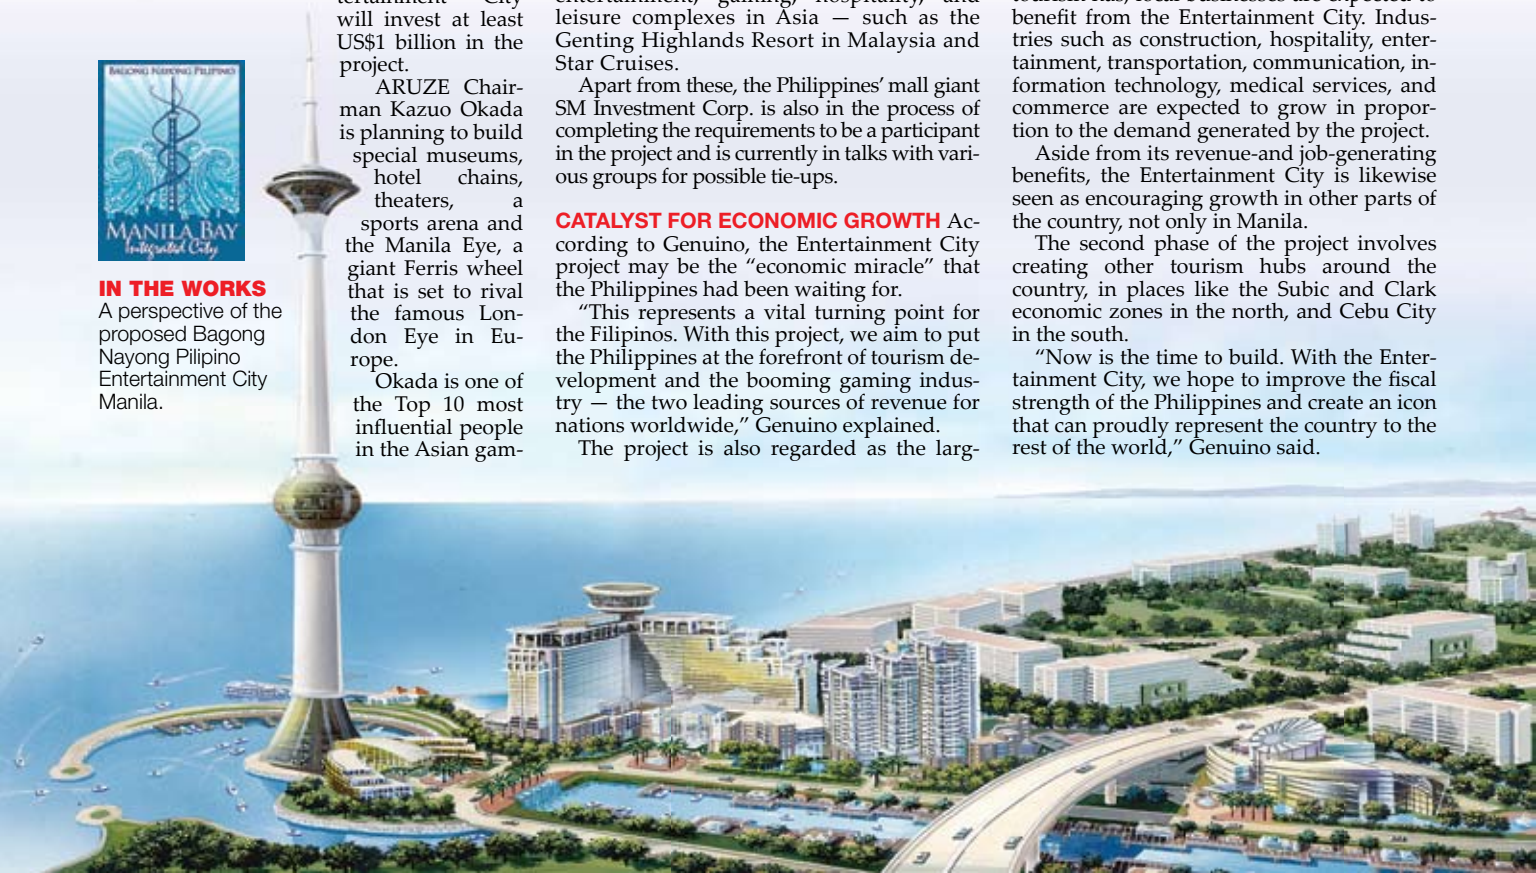 BAGONG NAYONG PILIPINO
MANILA BAY
Integrated City
IN THE WORKS
A perspective of the
proposed Bagong
Nayong Pilipino
Entertainment City
Manila.
tertainment City
will invest at least
US$1 billion in the
project.
ARUZE Chair-
man Kazuo Okada
is planning to build
special museums,
hotel chains,
theaters, a
sports arena and
the Manila Eye, a
giant Ferris wheel
that is set to rival
the famous Lon-
don Eye in Eu-
rope.
Okada is one of
the Top 10 most
influential people
in the Asian gam-
entertainment, gaming, hospitality, and
leisure complexes in Asia — such as the
Genting Highlands Resort in Malaysia and
Star Cruises.
Apart from these, the Philippines’ mall giant
SM Investment Corp. is also in the process of
completing the requirements to be a participant
in the project and is currently in talks with vari-
ous groups for possible tie-ups.
CATALYST FOR ECONOMIC GROWTH Ac-
cording to Genuino, the Entertainment City
project may be the “economic miracle” that
the Philippines had been waiting for.
“This represents a vital turning point for
the Filipinos. With this project, we aim to put
the Philippines at the forefront of tourism de-
velopment and the booming gaming indus-
try — the two leading sources of revenue for
nations worldwide,” Genuino explained.
The project is also regarded as the larg-
tourism hub, local businesses are expected to
benefit from the Entertainment City. Indus-
tries such as construction, hospitality, enter-
tainment, transportation, communication, in-
formation technology, medical services, and
commerce are expected to grow in propor-
tion to the demand generated by the project.
Aside from its revenue-and job-generating
benefits, the Entertainment City is likewise
seen as encouraging growth in other parts of
the country, not only in Manila.
The second phase of the project involves
creating other tourism hubs around the
country, in places like the Subic and Clark
economic zones in the north, and Cebu City
in the south.
“Now is the time to build. With the Enter-
tainment City, we hope to improve the fiscal
strength of the Philippines and create an icon
that can proudly represent the country to the
rest of the world,” Genuino said.